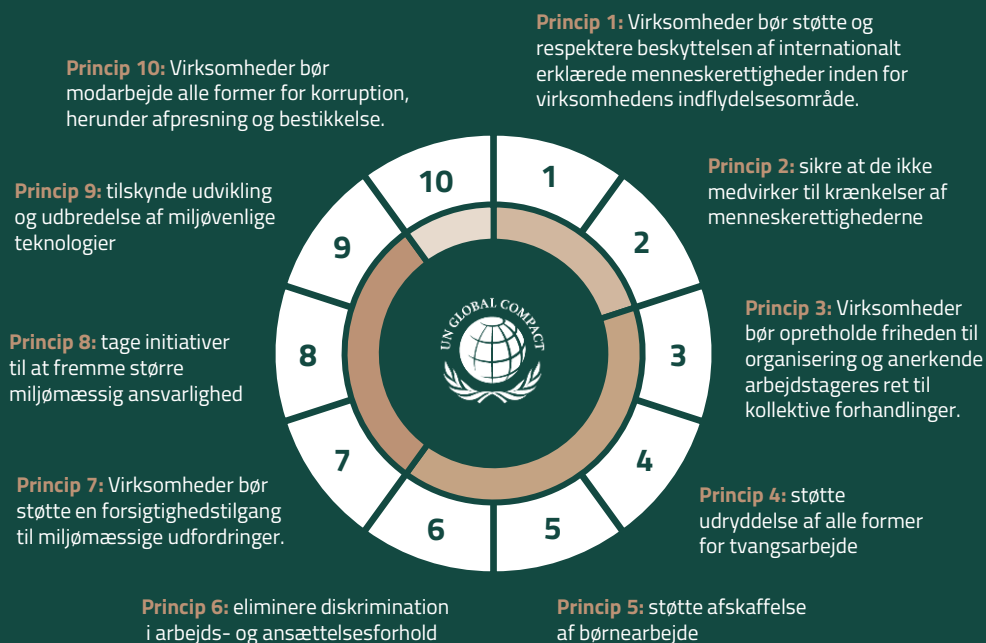 Princip 1: Virksomheder bør støtte og
respektere beskyttelsen af internationalt
erklærede menneskerettigheder inden for
virksomhedens indflydelsesområde.
Princip 2: sikre at de ikke
medvirker til krænkelser af
menneskerettighederne
Princip 3: Virksomheder
bør opretholde friheden til
organisering og anerkende
arbejdstageres ret til
kollektive forhandlinger.
Princip 4: støtte
udryddelse af alle former
for tvangsarbejde
Princip 5: støtte afskaffelse
af børnearbejde
Princip 6: eliminere diskrimination
i arbejds- og ansættelsesforhold
Princip 7: Virksomheder bør
støtte en forsigtighedstilgang
til miljømæssige udfordringer.
Princip 8: tage initiativer
til at fremme større
miljømæssig ansvarlighed
Princip 9: tilskynde udvikling
og udbredelse af miljøvenlige
teknologier
Princip 10: Virksomheder bør
modarbejde alle former for korruption,
herunder afpresning og bestikkelse.
1
2
3
4
5
6
7
8
9
10
UN GLOBAL COMPACT